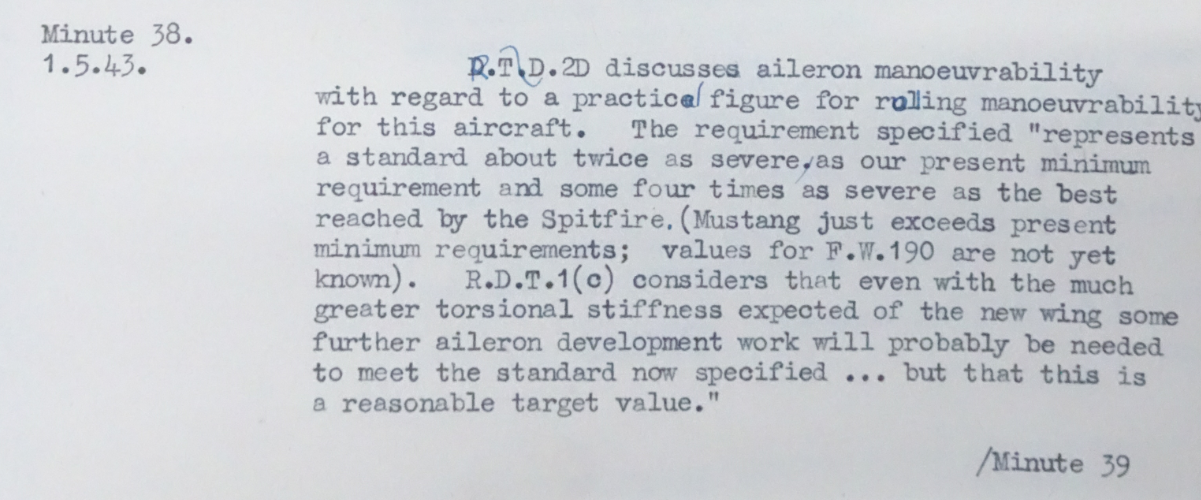 Minute 38.
1.5.43.
R.T.D.2D discusses aileron manoeuvrability
with regard to a practical figure for rolling manoeuvrability
for this aircraft. The requirement specified "represents
a standard about twice as severe, as our present minimum
requirement and some four times as severe as the best
reached by the Spitfire. (Mustang just exceeds present
minimum requirements; values for F.W.190 are not yet
known). R.D.T.1(c) considers that even with the much
greater torsional stiffness expected of the new wing some
further aileron development work will probably be needed
to meet the standard now specified ... but that this is
a reasonable target value."
/Minute 39